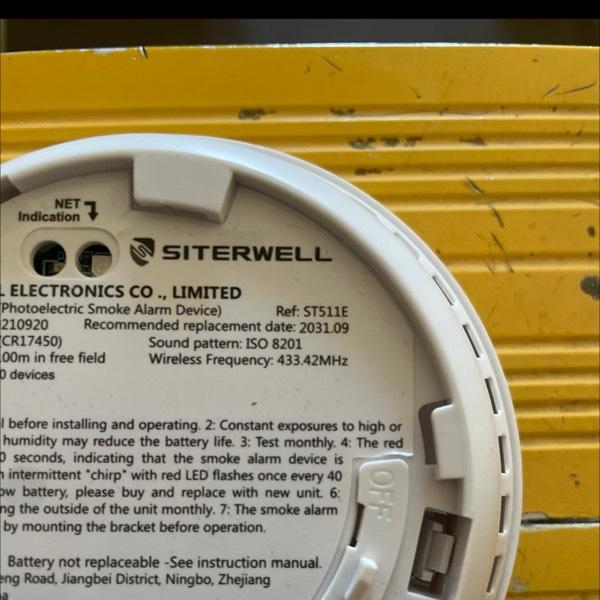 NET
Indication
SITERWELL
L ELECTRONICS CO ., LIMITED
(Photoelectric Smoke Alarm Device) Ref: ST511E
210920 Recommended replacement date: 2031.09
(CR17450) Sound pattern: ISO 8201
00m in free field Wireless Frequency: 433.42MHz
0 devices
l before installing and operating. 2: Constant exposures to high or
humidity may reduce the battery life. 3: Test monthly. 4: The red
0 seconds, indicating that the smoke alarm device is
n intermittent "chirp" with red LED flashes once every 40
ow battery, please buy and replace with new unit. 6:
ng the outside of the unit monthly. 7: The smoke alarm
by mounting the bracket before operation.
OFF
Battery not replaceable -See instruction manual.
eng Road, Jiangbei District, Ningbo, Zhejiang